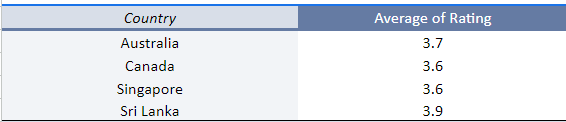 Country Average of Rating
Australia 3.7
Canada 3.6
Singapore 3.6
Sri Lanka 3.9